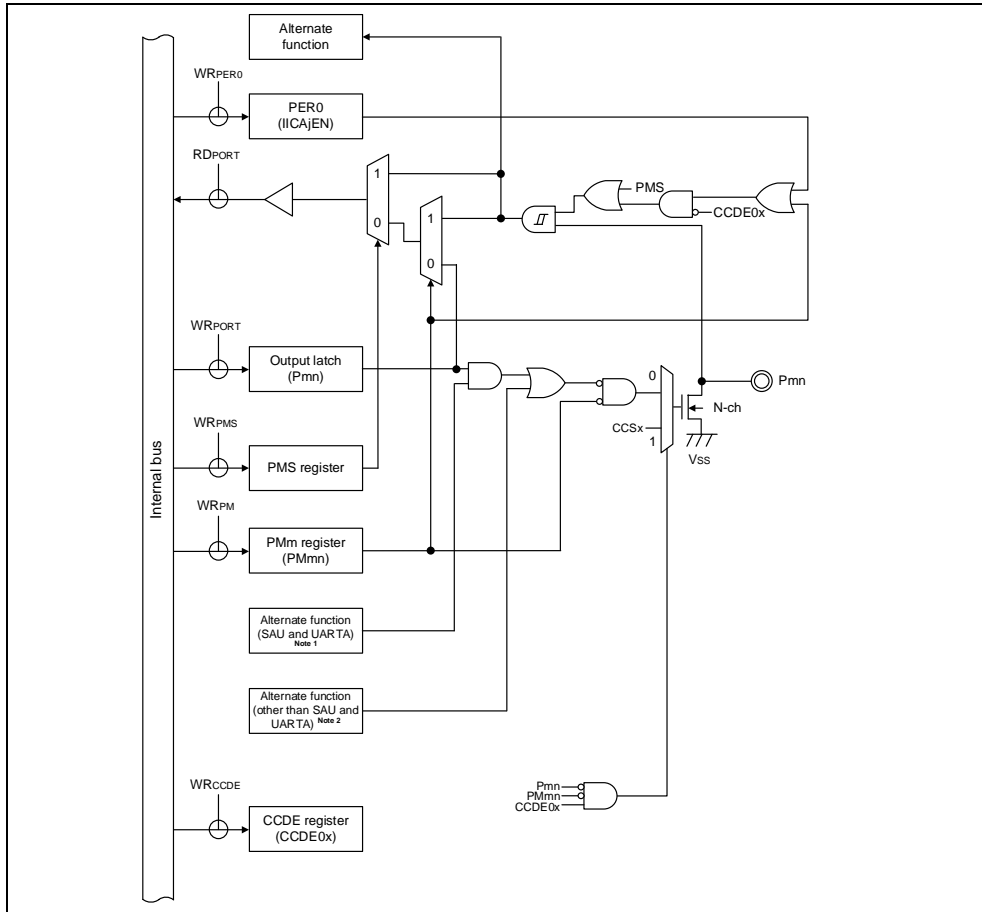 Alternate
function
WRPER0
PER0
(IICAjEN)
RDPORT
1
0
1
0
PMS
CCDE0x
WRPORT
Output latch
(Pmn)
0
CCSx
1
N-ch
Pmn
VSS
WRPMS
PMS register
Internal bus
WRPM
PMm register
(PMmn)
Alternate function
(SAU and UARTA)
Note 1
Alternate function
(other than SAU and
UARTA) Note 2
Pmn
PMmn
CCDE0x
WRCCDE
CCDE register
(CCDE0x)